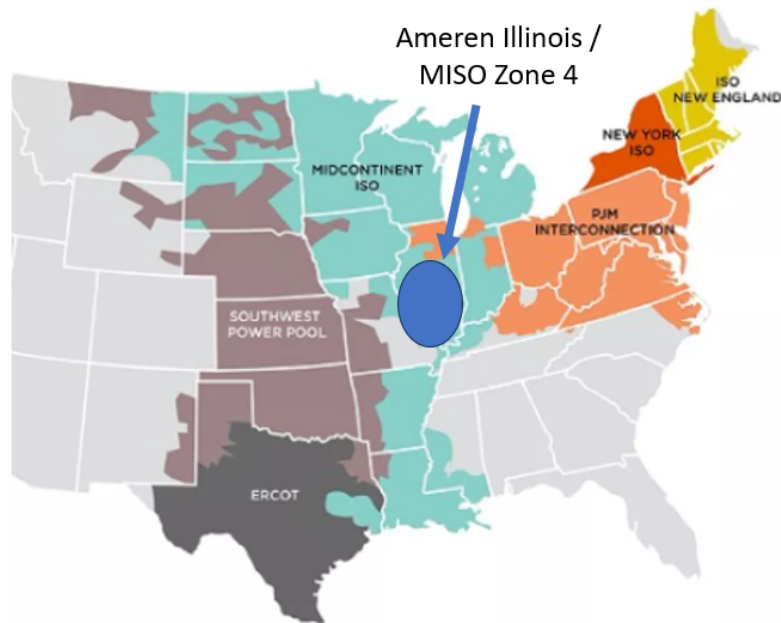 Ameren Illinois /
MISO Zone 4
ISO
NEW ENGLAND
NEW YORK
ISO
MIDCONTINENT
ISO
PJM
INTERCONNECTION
SOUTHWEST
POWER POOL
ERCOT